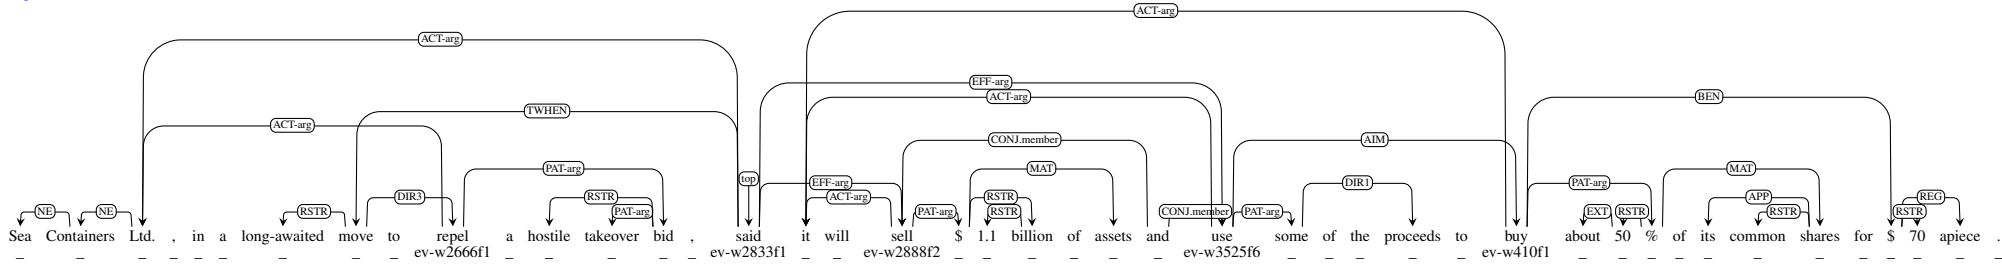 ACT-arg
ACT-arg
EFF-arg
ACT-arg BEN
TWHEN
ACT-arg
CONJ.member AIM
PAT-arg MAT MAT
top
EFF-arg DIR1
DIR3 RSTR ACT-arg RSTR APP REG
NE NE RSTR PAT-arg PAT-arg RSTR CONJ.member PAT-arg EXT RSTR RSTR RSTR
Sea Containers Ltd. , in a long-awaited move to repel a hostile takeover bid , said it will sell $ 1.1 billion of assets and use some of the proceeds to buy about 50 % of its common shares for $ 70 apiece .
_ _ _ _ _ _ _ _ _ ev-w2666f1 _ _ _ _ _ ev-w2833f1 _ _ ev-w2888f2 _ _ _ _ _ _ ev-w3525f6 _ _ _ _ _ ev-w410f1 _ _ _ _ _ _ _ _ _ _ _ _